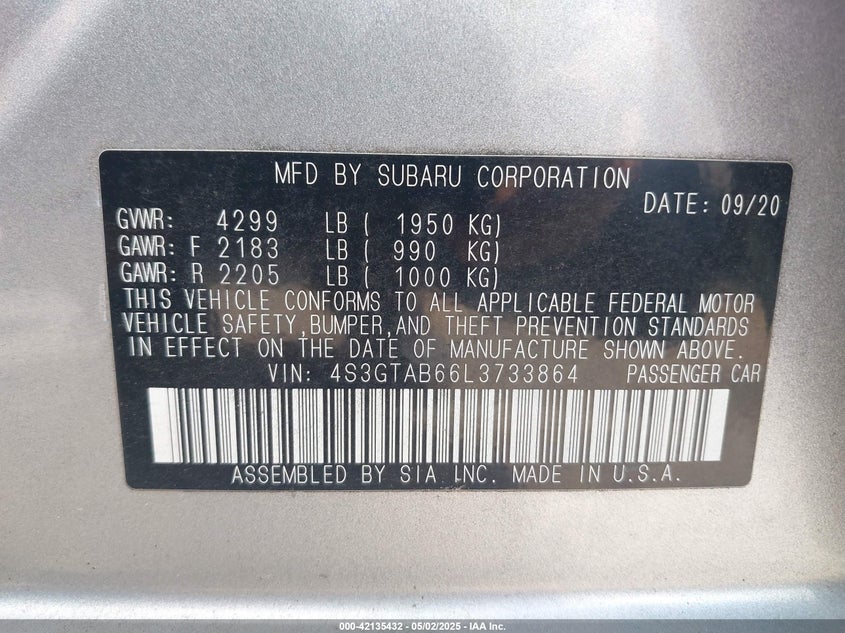 MFD BY SUBARU CORPORATION
DATE: 09/20
GVWR: 4299 LB ( 1950 KG)
GAWR: F 2183 LB ( 990 KG)
GAWR: R 2205 LB ( 1000 KG)
THIS VEHICLE CONFORMS TO ALL APPLICABLE FEDERAL MOTOR
VEHICLE SAFETY,BUMPER,AND THEFT PREVENTION STANDARDS
IN EFFECT ON THE DATE OF MANUFACTURE SHOWN ABOVE.
VIN: 4S3GTAB66L3733864 PASSENGER CAR
ASSEMBLED BY SIA INC. MADE IN U.S.A.
000-42135432 - 05/02/2025 - IAA Inc.